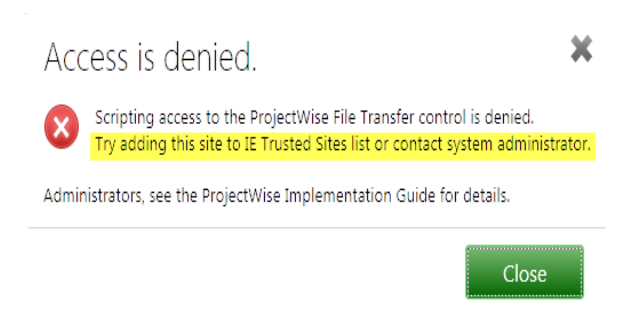 Access is denied.
Scripting access to the ProjectWise File Transfer control is denied.
Try adding this site to IE Trusted Sites list or contact system administrator.
Administrators, see the ProjectWise Implementation Guide for details.
Close